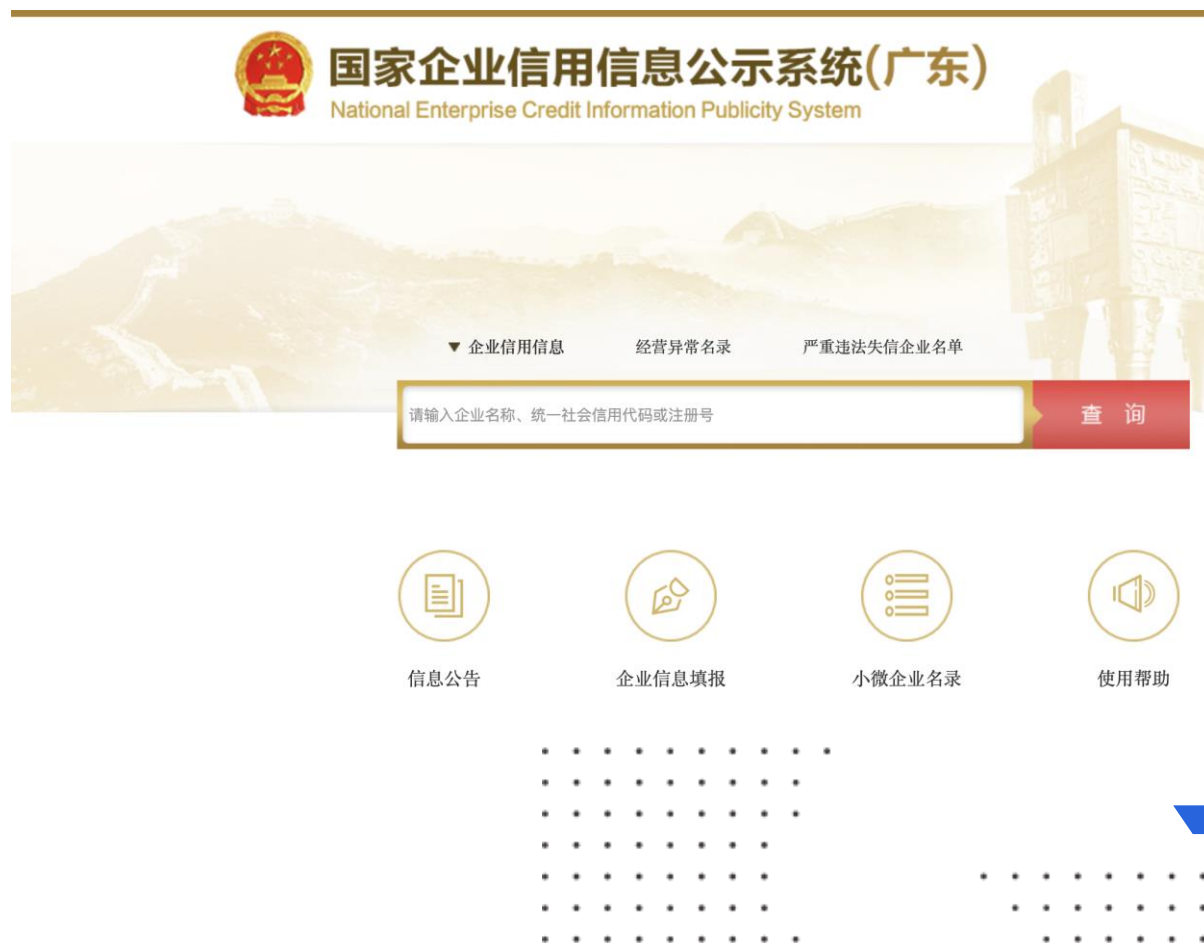 国家企业信用信息公示系统(广东)
National Enterprise Credit Information Publicity System
▼ 企业信用信息 经营异常名录 严重违法失信企业名单
请输入企业名称、统一社会信用代码或注册号 查 询
信息公告 企业信息填报 小微企业名录 使用帮助